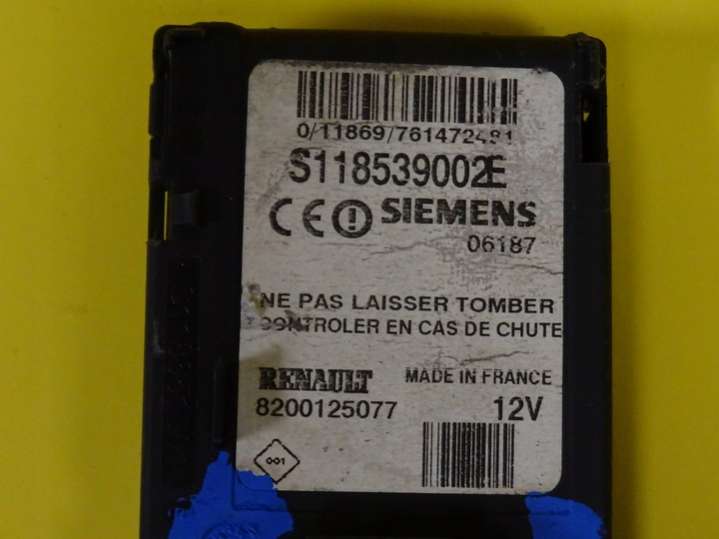 0/11869/761472481
S118539002E
CE SIEMENS
06187
NE PAS LAISSER TOMBER
CONTROLER EN CAS DE CHUTE
RENAULT MADE IN FRANCE
8200125077 12V
001